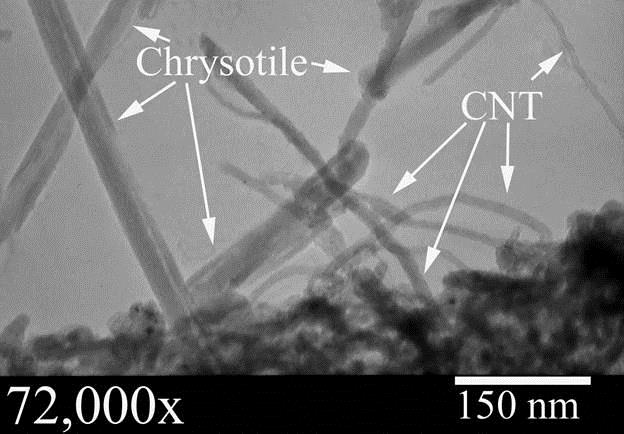 Chrysotile
CNT
72,000x
150 nm